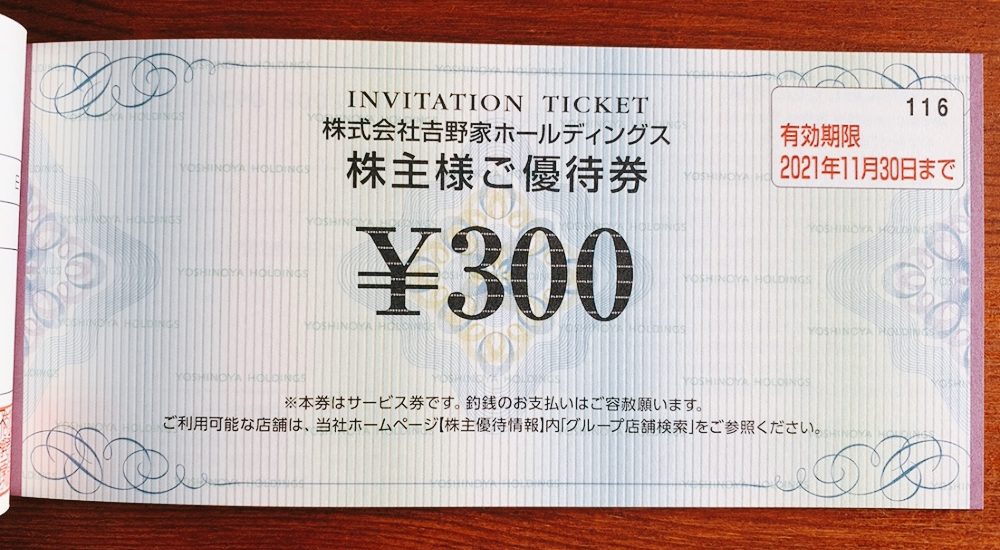 INVITATION TICKET
株式会社𠮷野家ホールディングス
株主様ご優待券
116
有効期限
2021年11月30日まで
¥300
※本券はサービス券です。釣銭のお支払いはご容赦願います。
ご利用可能な店舗は、当社ホームページ【株主優待情報】内「グループ店舗検索」をご参照ください。
YOSHINOYA HOLDINGS